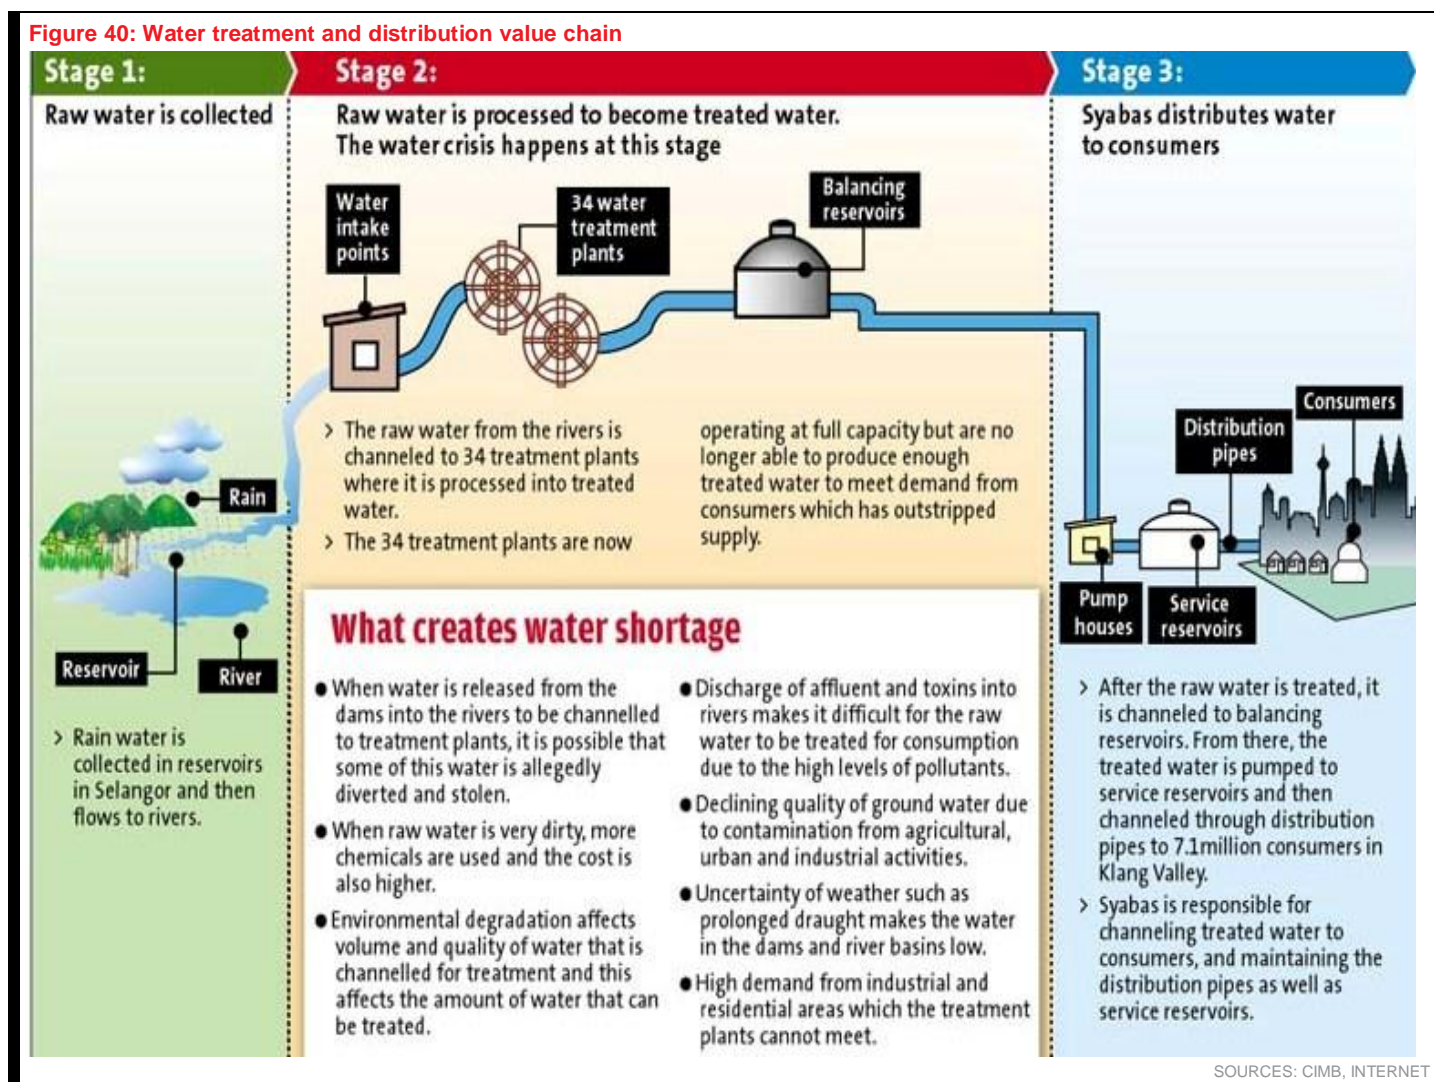 Figure 40: Water treatment and distribution value chain
Stage 1:
Raw water is collected
Rain
Reservoir
River
> Rain water is
collected in reservoirs
in Selangor and then
flows to rivers.
Stage 2:
Raw water is processed to become treated water.
The water crisis happens at this stage
Water
intake
points
34 water
treatment
plants
Balancing
reservoirs
> The raw water from the rivers is
channeled to 34 treatment plants
where it is processed into treated
water.
> The 34 treatment plants are now
operating at full capacity but are no
longer able to produce enough
treated water to meet demand from
consumers which has outstripped
supply.
What creates water shortage
● When water is released from the
dams into the rivers to be channelled
to treatment plants, it is possible that
some of this water is allegedly
diverted and stolen.
● When raw water is very dirty, more
chemicals are used and the cost is
also higher.
● Environmental degradation affects
volume and quality of water that is
channelled for treatment and this
affects the amount of water that can
be treated.
● Discharge of affluent and toxins into
rivers makes it difficult for the raw
water to be treated for consumption
due to the high levels of pollutants.
● Declining quality of ground water due
to contamination from agricultural,
urban and industrial activities.
● Uncertainty of weather such as
prolonged draught makes the water
in the dams and river basins low.
● High demand from industrial and
residential areas which the treatment
plants cannot meet.
Stage 3:
Syabas distributes water
to consumers
Consumers
Distribution
pipes
Pump
houses
Service
reservoirs
> After the raw water is treated, it
is channeled to balancing
reservoirs. From there, the
treated water is pumped to
service reservoirs and then
channeled through distribution
pipes to 7.1million consumers in
Klang Valley.
> Syabas is responsible for
channeling treated water to
consumers, and maintaining the
distribution pipes as well as
service reservoirs.
SOURCES: CIMB, INTERNET